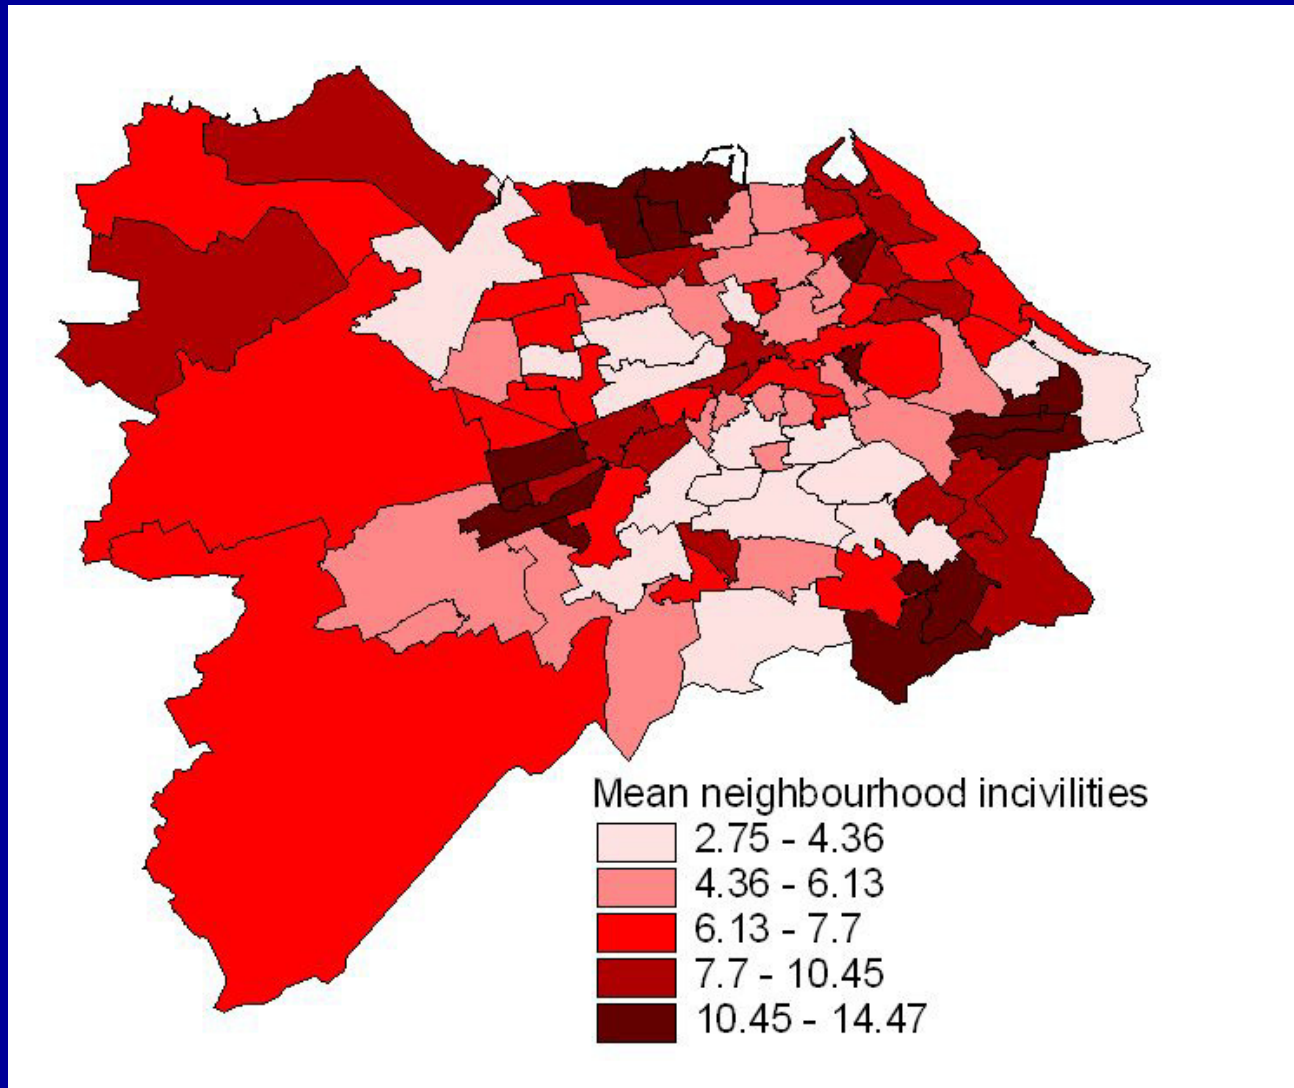 Mean neighbourhood incivilities
2.75 - 4.36
4.36 - 6.13
6.13 - 7.7
7.7 - 10.45
10.45 - 14.47